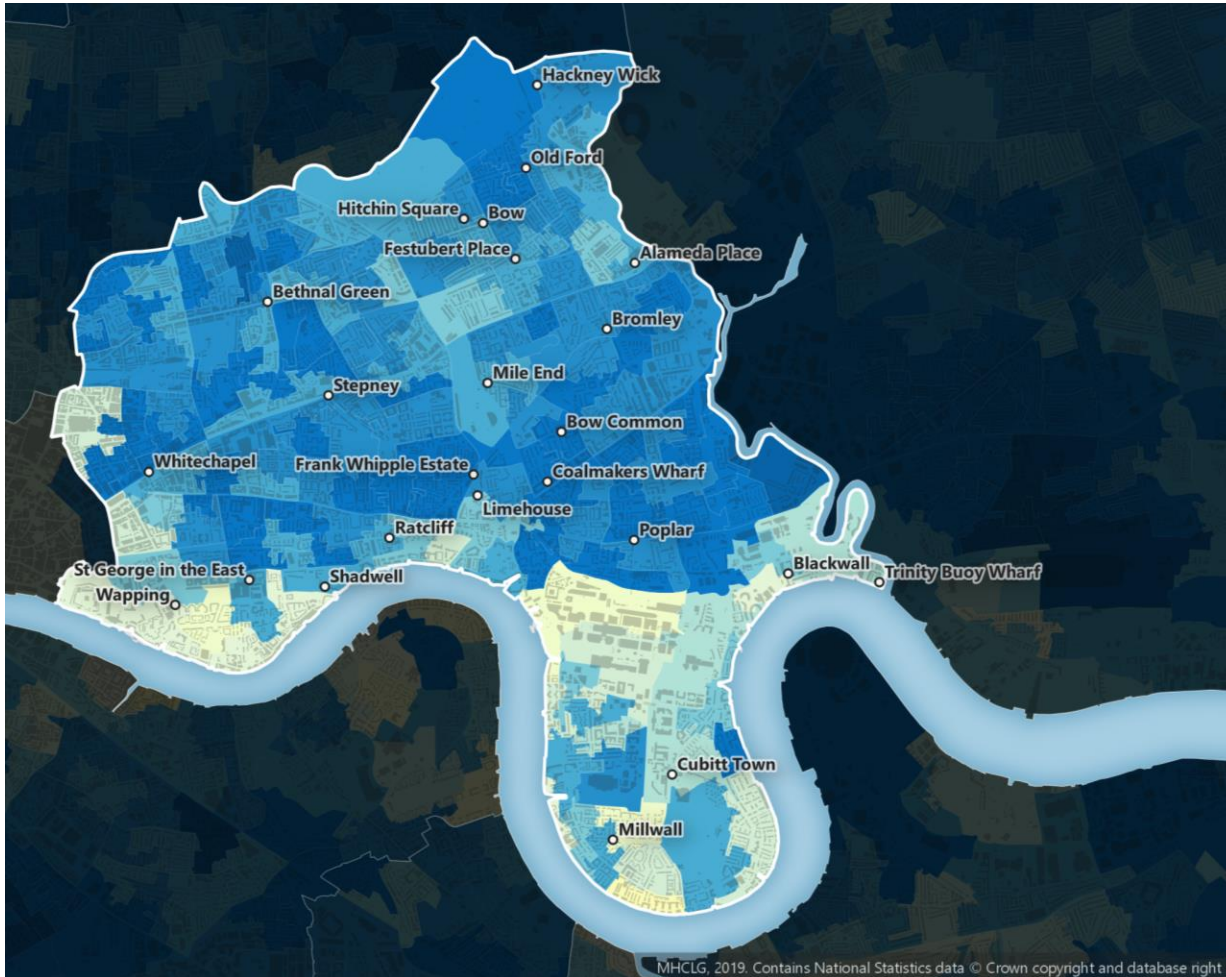 Hackney Wick
Old Ford
Hitchin Square
Bow
Festubert Place
Alameda Place
Bethnal Green
Bromley
Mile End
Stepney
Bow Common
Whitechapel
Frank Whipple Estate
Coalmakers Wharf
Limehouse
Ratcliff
Poplar
St George in the East
Shadwell
Blackwall
Trinity Buoy Wharf
Wapping
Cubitt Town
Millwall
MHCLG, 2019. Contains National Statistics data © Crown copyright and database right